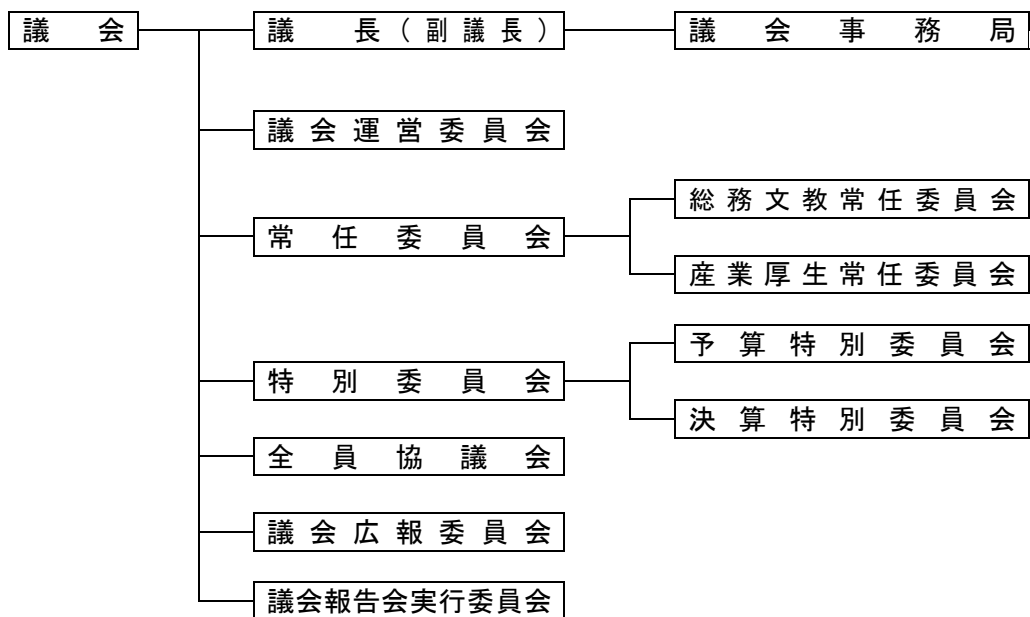 議会 議長(副議長) 議会事務局
議会運営委員会
総務文教常任委員会
常任委員会
産業厚生常任委員会
予算特別委員会
特別委員会
決算特別委員会
全員協議会
議会広報委員会
議会報告会実行委員会